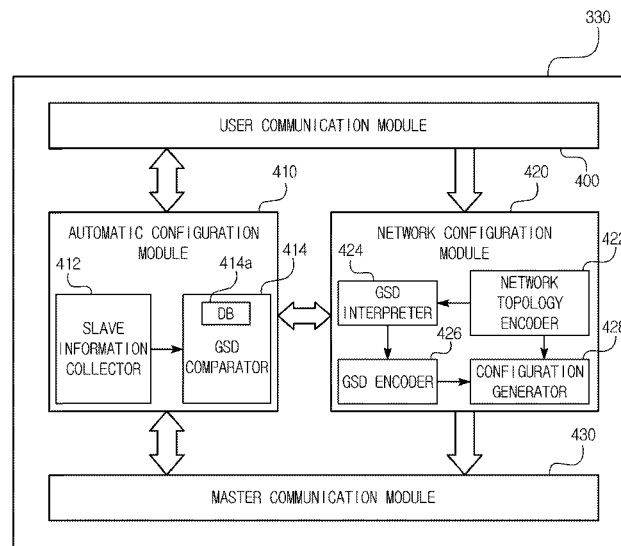 330
USER COMMUNICATION MODULE
400
410
420
AUTOMATIC CONFIGURATION
MODULE
NETWORK CONFIGURATION
MODULE
412
414a
414
424
422
DB
SLAVE
INFORMATION
COLLECTOR
GSD
COMPARATOR
GSD
INTERPRETER
NETWORK
TOPOLOGY
ENCODER
426
428
GSD ENCODER
CONFIGURATION
GENERATOR
430
MASTER COMMUNICATION MODULE